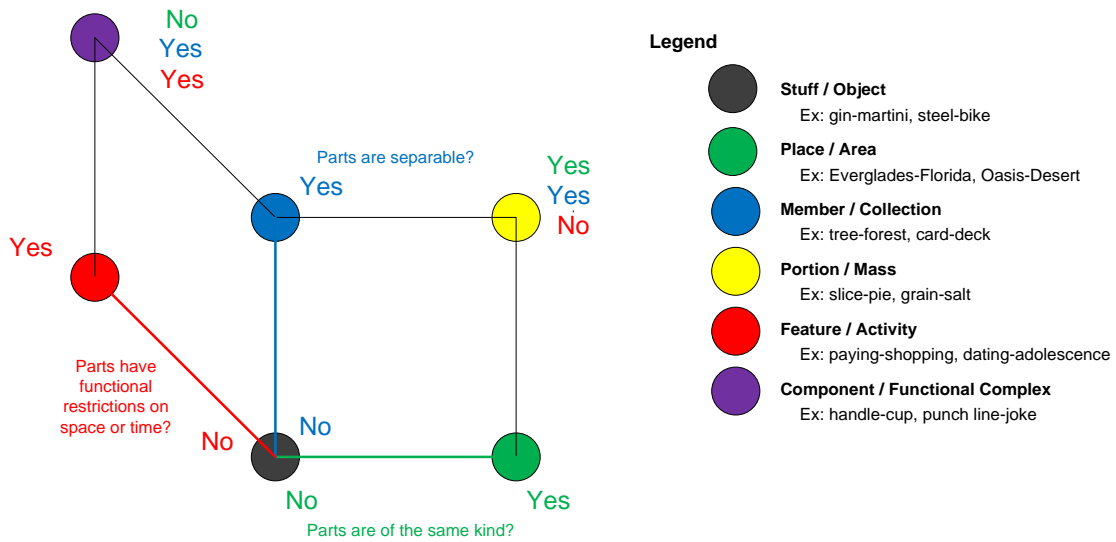 No
Yes
Yes
Parts are separable?
Yes
Yes
Yes
No
Yes
Parts have
functional
restrictions on
space or time?
No
No
No
Yes
Parts are of the same kind?
Legend
Stuff / Object
Ex: gin-martini, steel-bike
Place / Area
Ex: Everglades-Florida, Oasis-Desert
Member / Collection
Ex: tree-forest, card-deck
Portion / Mass
Ex: slice-pie, grain-salt
Feature / Activity
Ex: paying-shopping, dating-adolescence
Component / Functional Complex
Ex: handle-cup, punch line-joke